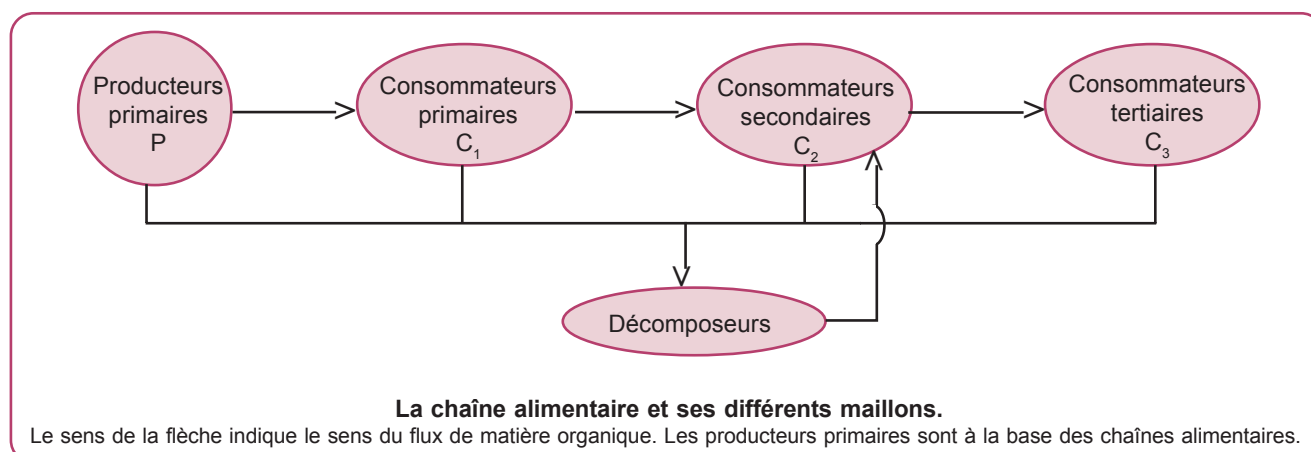 Producteurs
primaires
P
Consommateurs
primaires
C₁
Consommateurs
secondaires
C₂
Consommateurs
tertiaires
C₃
Décomposeurs
La chaîne alimentaire et ses différents maillons.
Le sens de la flèche indique le sens du flux de matière organique. Les producteurs primaires sont à la base des chaînes alimentaires.